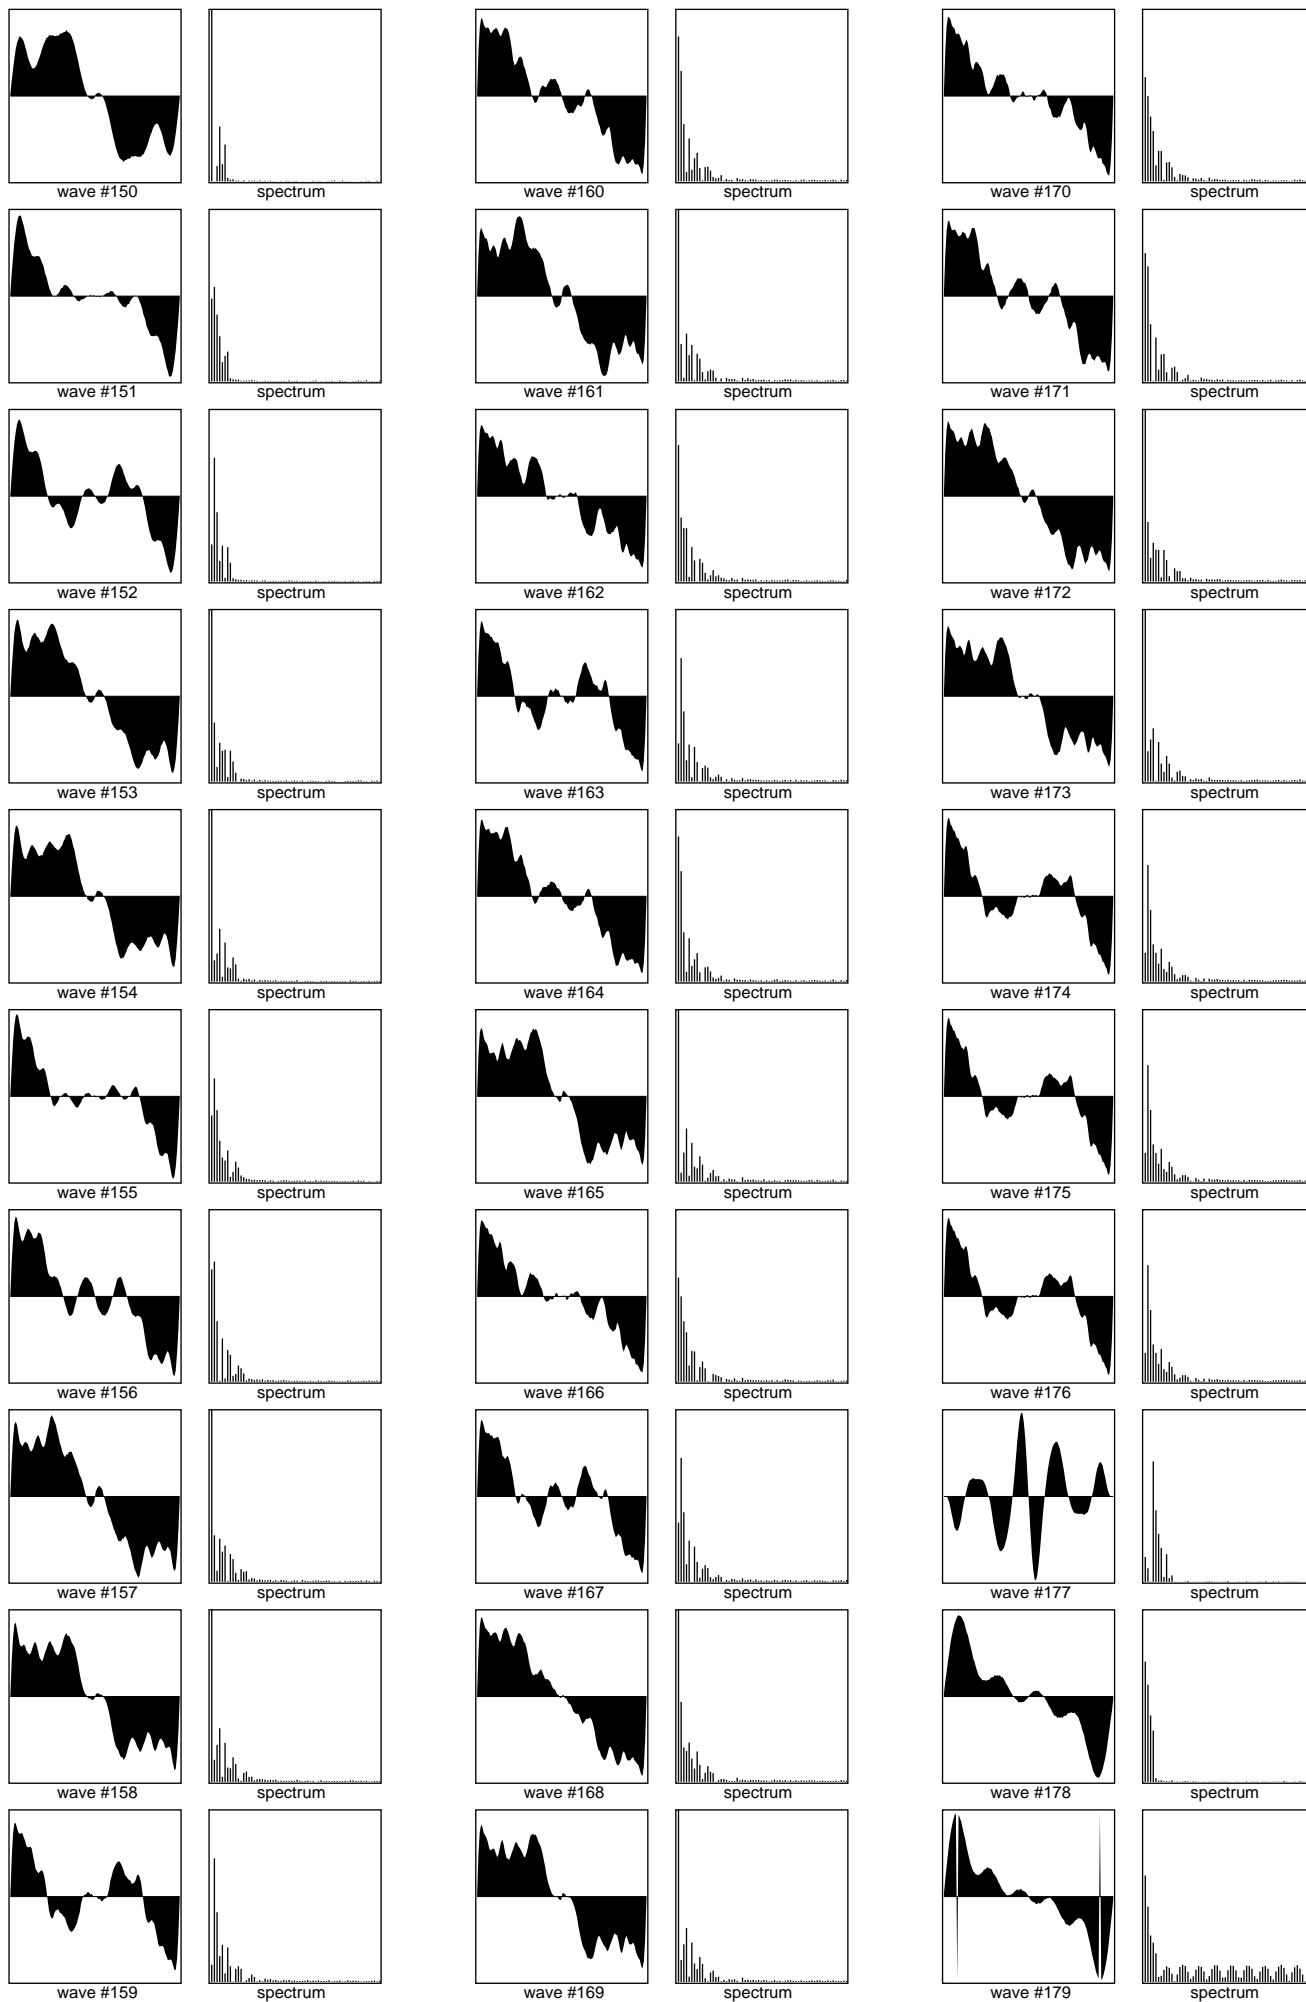 wave #150 spectrum wave #160 spectrum wave #170 spectrum
wave #151 spectrum wave #161 spectrum wave #171 spectrum
wave #152 spectrum wave #162 spectrum wave #172 spectrum
wave #153 spectrum wave #163 spectrum wave #173 spectrum
wave #154 spectrum wave #164 spectrum wave #174 spectrum
wave #155 spectrum wave #165 spectrum wave #175 spectrum
wave #156 spectrum wave #166 spectrum wave #176 spectrum
wave #157 spectrum wave #167 spectrum wave #177 spectrum
wave #158 spectrum wave #168 spectrum wave #178 spectrum
wave #159 spectrum wave #169 spectrum wave #179 spectrum